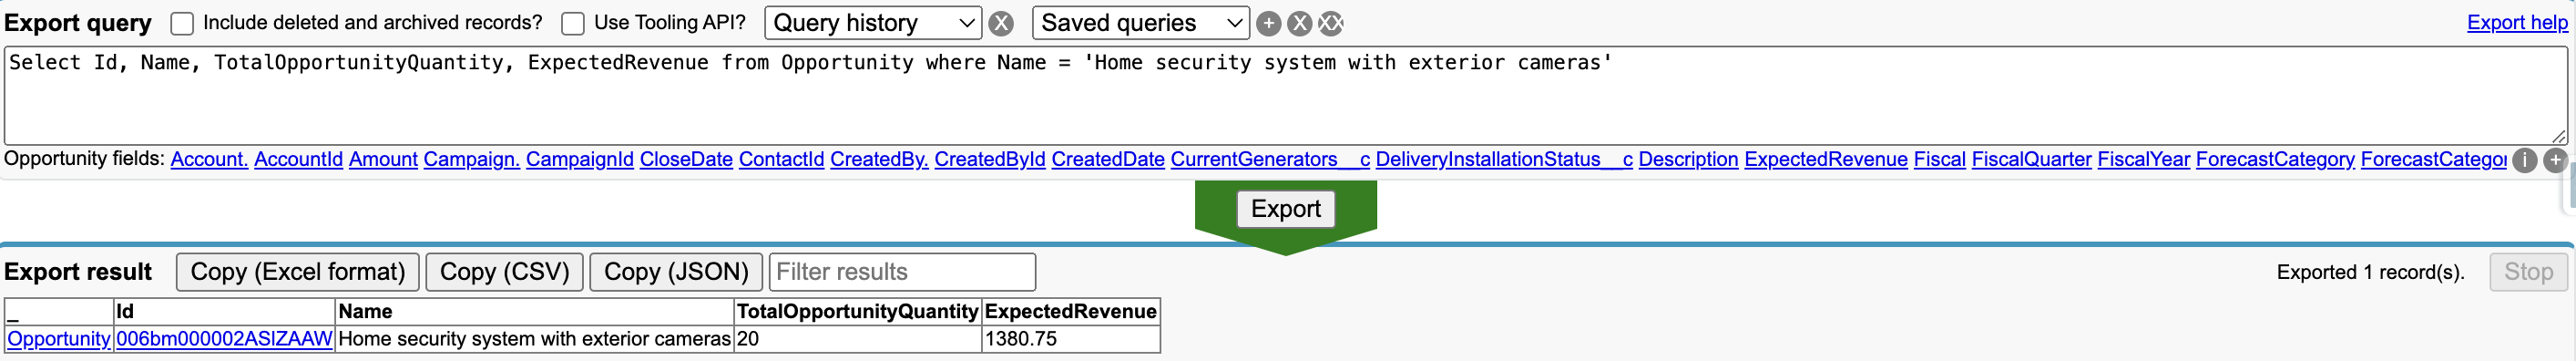 Export query Include deleted and archived records? Use Tooling API? Query history X Saved queries + X XX Export help
Select Id, Name, TotalOpportunityQuantity, ExpectedRevenue from Opportunity where Name = 'Home security system with exterior cameras'
Opportunity fields: Account. AccountId Amount Campaign. CampaignId CloseDate ContactId CreatedBy. CreatedById CreatedDate CurrentGenerators__c DeliveryInstallationStatus__c Description ExpectedRevenue Fiscal FiscalQuarter FiscalYear ForecastCategory ForecastCategor i +
Export
Export result Copy (Excel format) Copy (CSV) Copy (JSON) Filter results Exported 1 record(s). Stop
_ Id Name TotalOpportunityQuantity ExpectedRevenue
Opportunity 006bm000002ASIZAAW Home security system with exterior cameras 20 1380.75